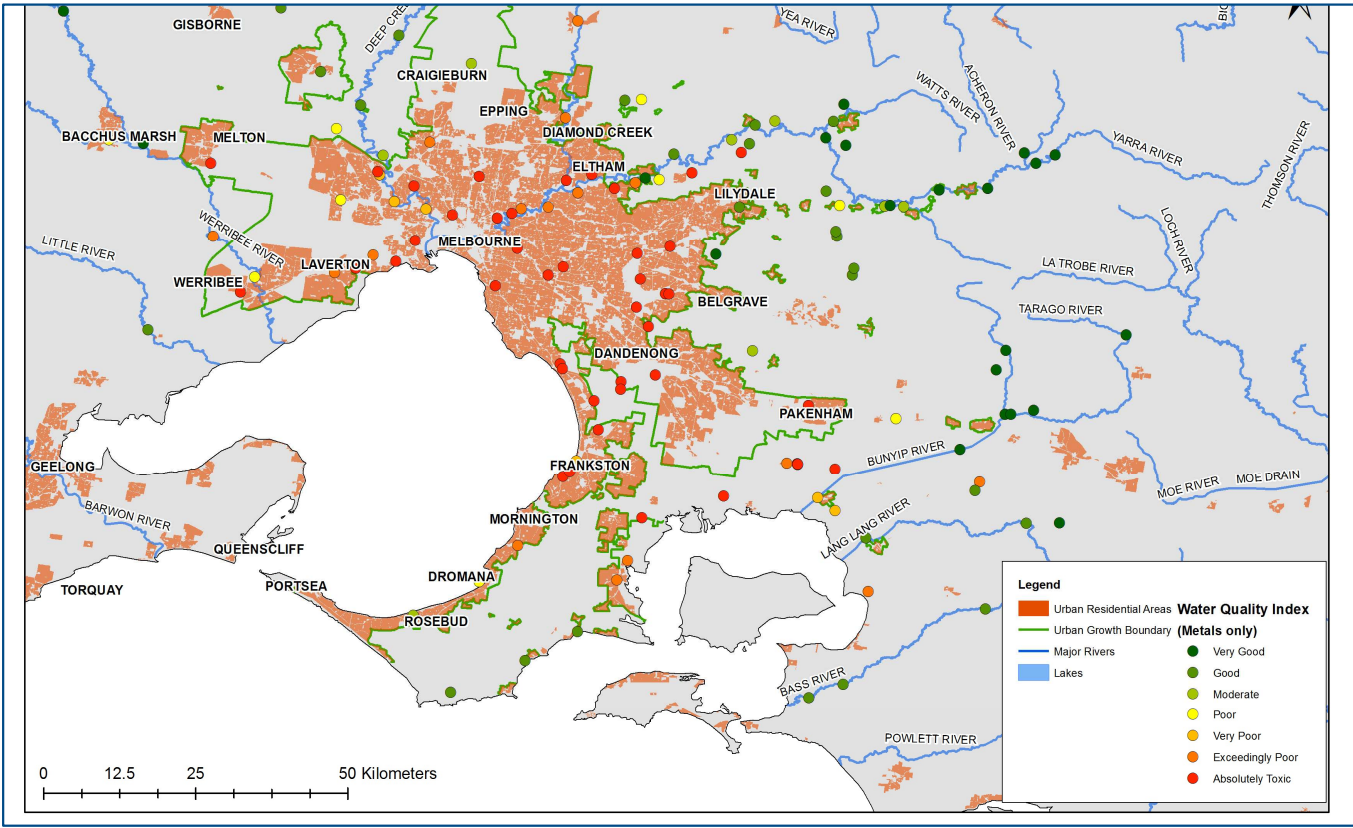 GISBORNE
DEEP CREE
YEA RIVER
CRAIGIEBURN
WATTS RIVER
ACHERON RIVER
EPPING
DIAMOND CREEK
BACCHUS MARSH
MELTON
YARRA RIVER
THOMSON RIVER
ELTHAM
LILYDALE
LOCH RIVER
WERRIBEE RIVER
LITTLE RIVER
MELBOURNE
LAVERTON
LA TROBE RIVER
WERRIBEE
BELGRAVE
TARAGO RIVER
DANDENONG
PAKENHAM
BUNYIP RIVER
GEELONG
FRANKSTON
MOE RIVER
MOE DRAIN
BARWON RIVER
MORNINGTON
LANG LANG RIVER
QUEENSCLIFF
DROMANA
PORTSEA
TORQUAY
ROSEBUD
BASS RIVER
POWLETT RIVER
Legend
Urban Residential Areas
Urban Growth Boundary
Major Rivers
Lakes
Water Quality Index
(Metals only)
Very Good
Good
Moderate
Poor
Very Poor
Exceedingly Poor
Absolutely Toxic
0 12.5 25 50 Kilometers